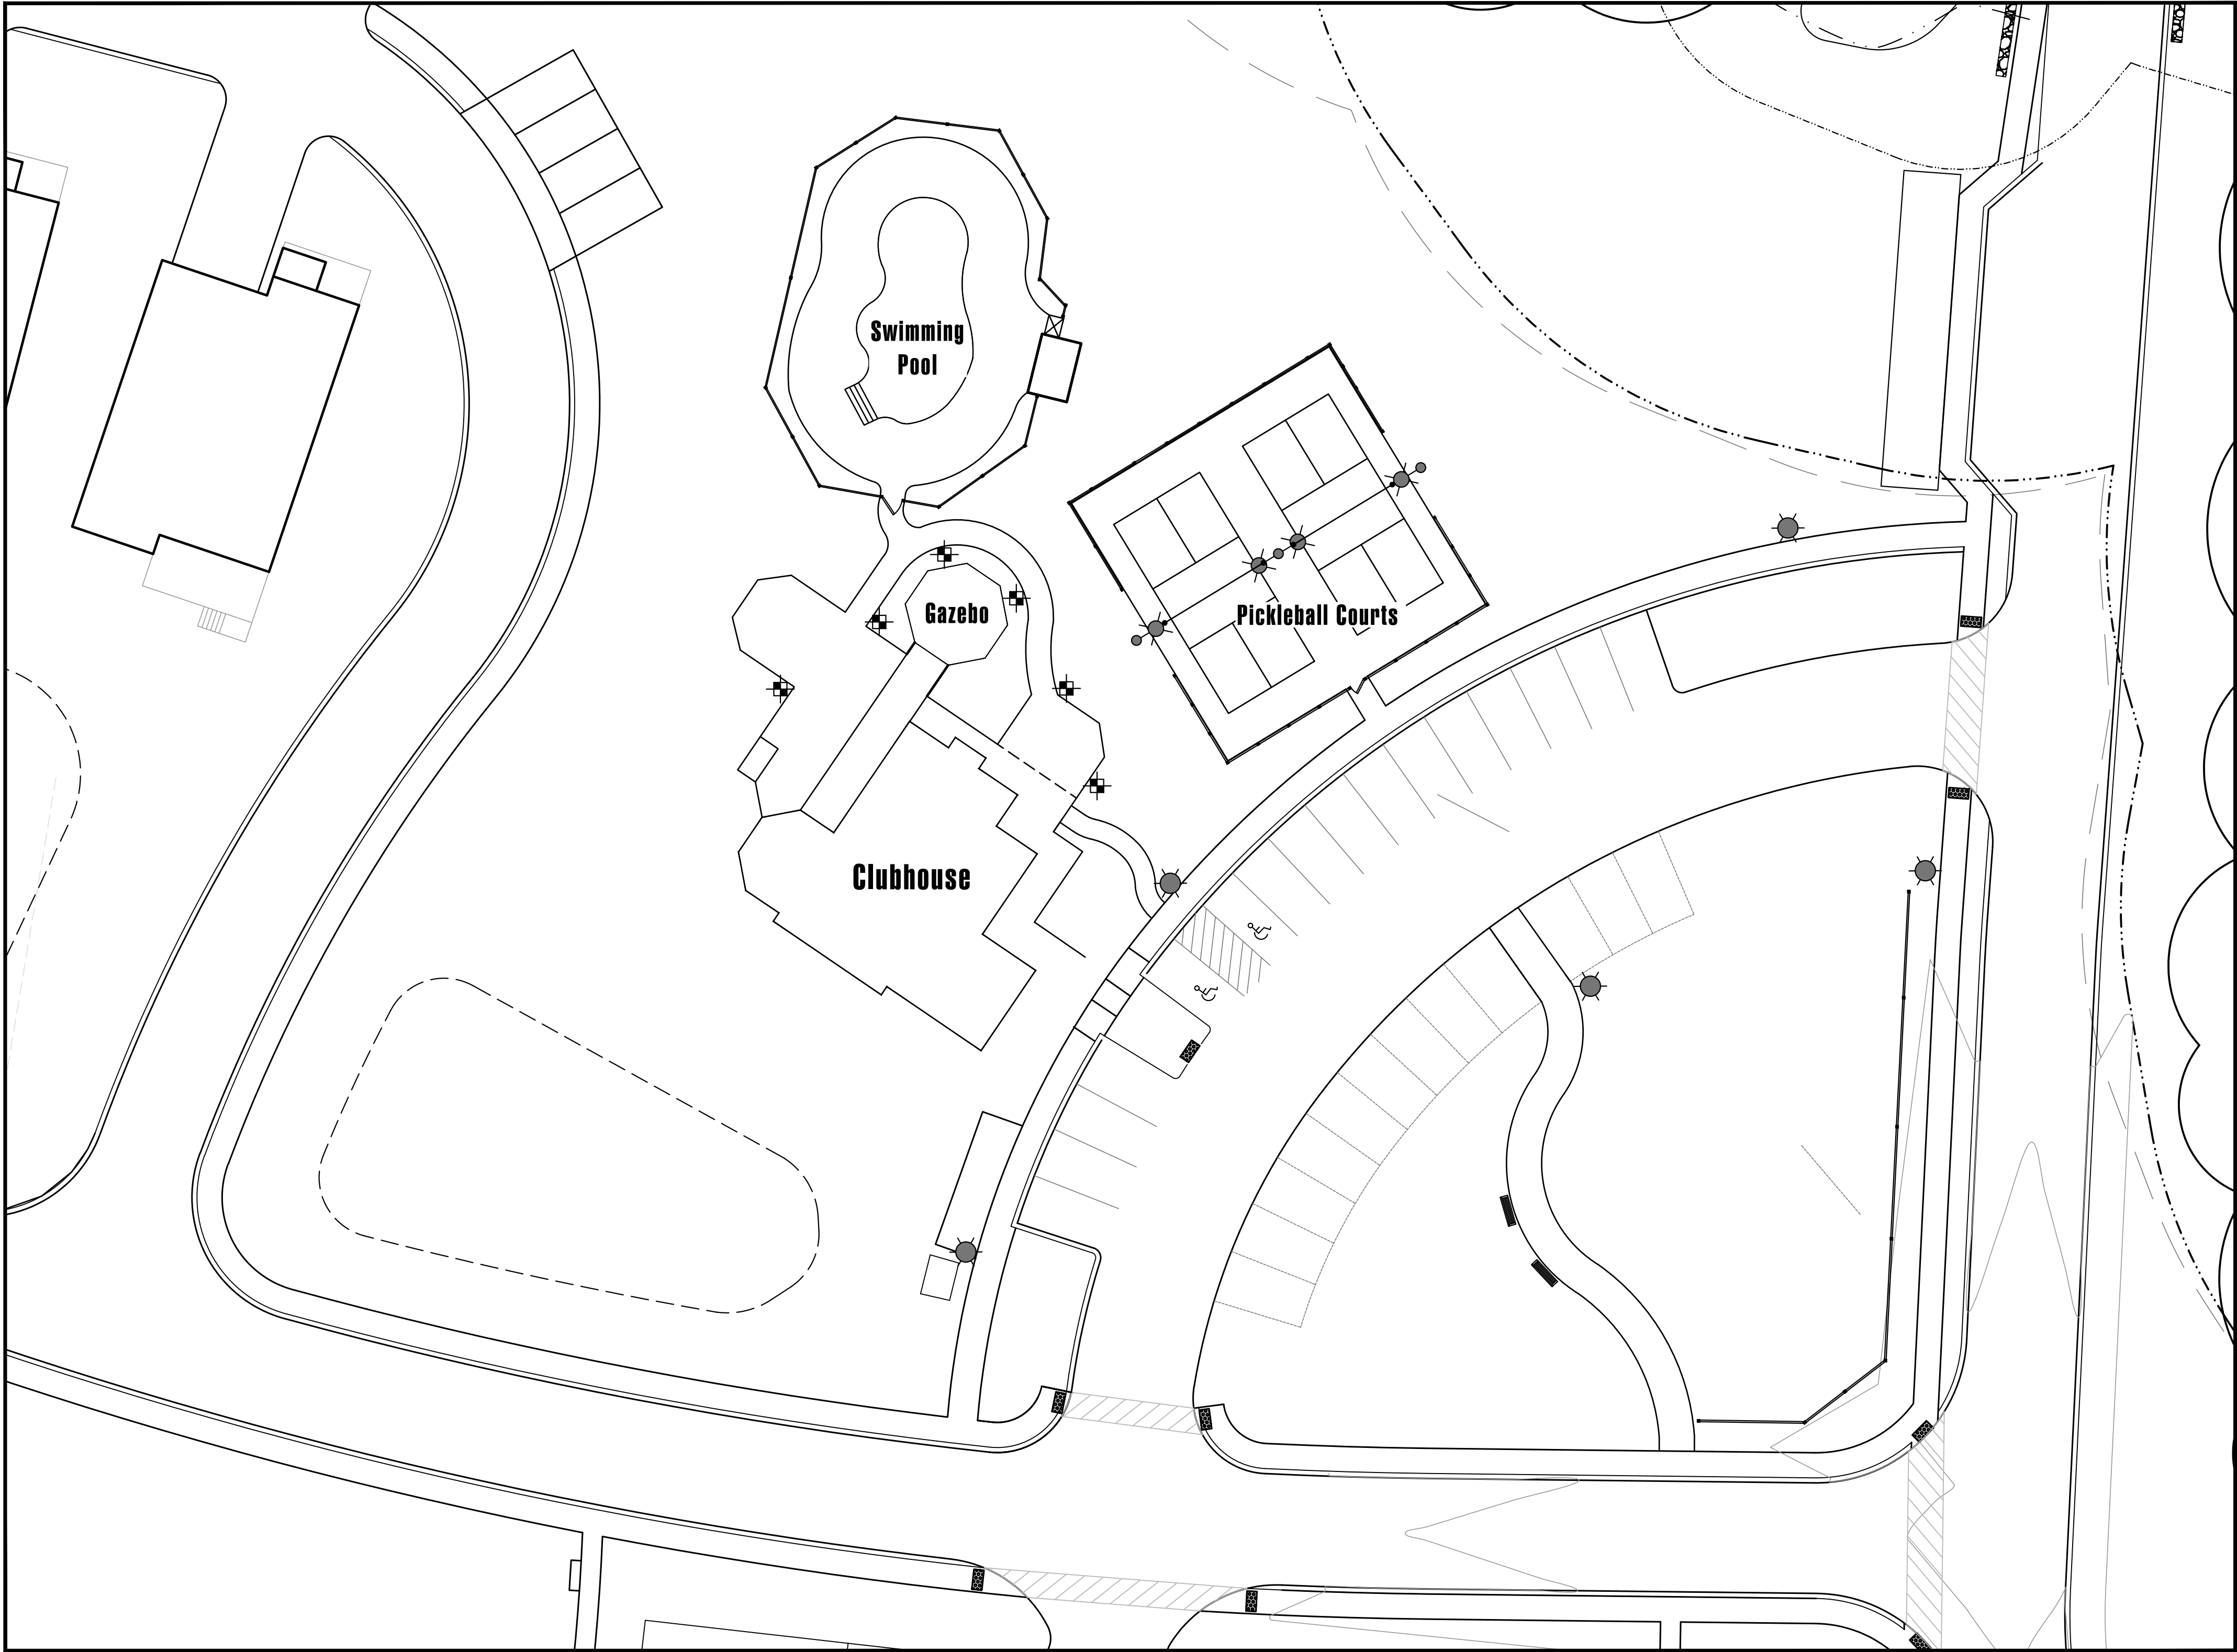 Swimming
Pool
Gazebo
Pickleball Courts
Clubhouse